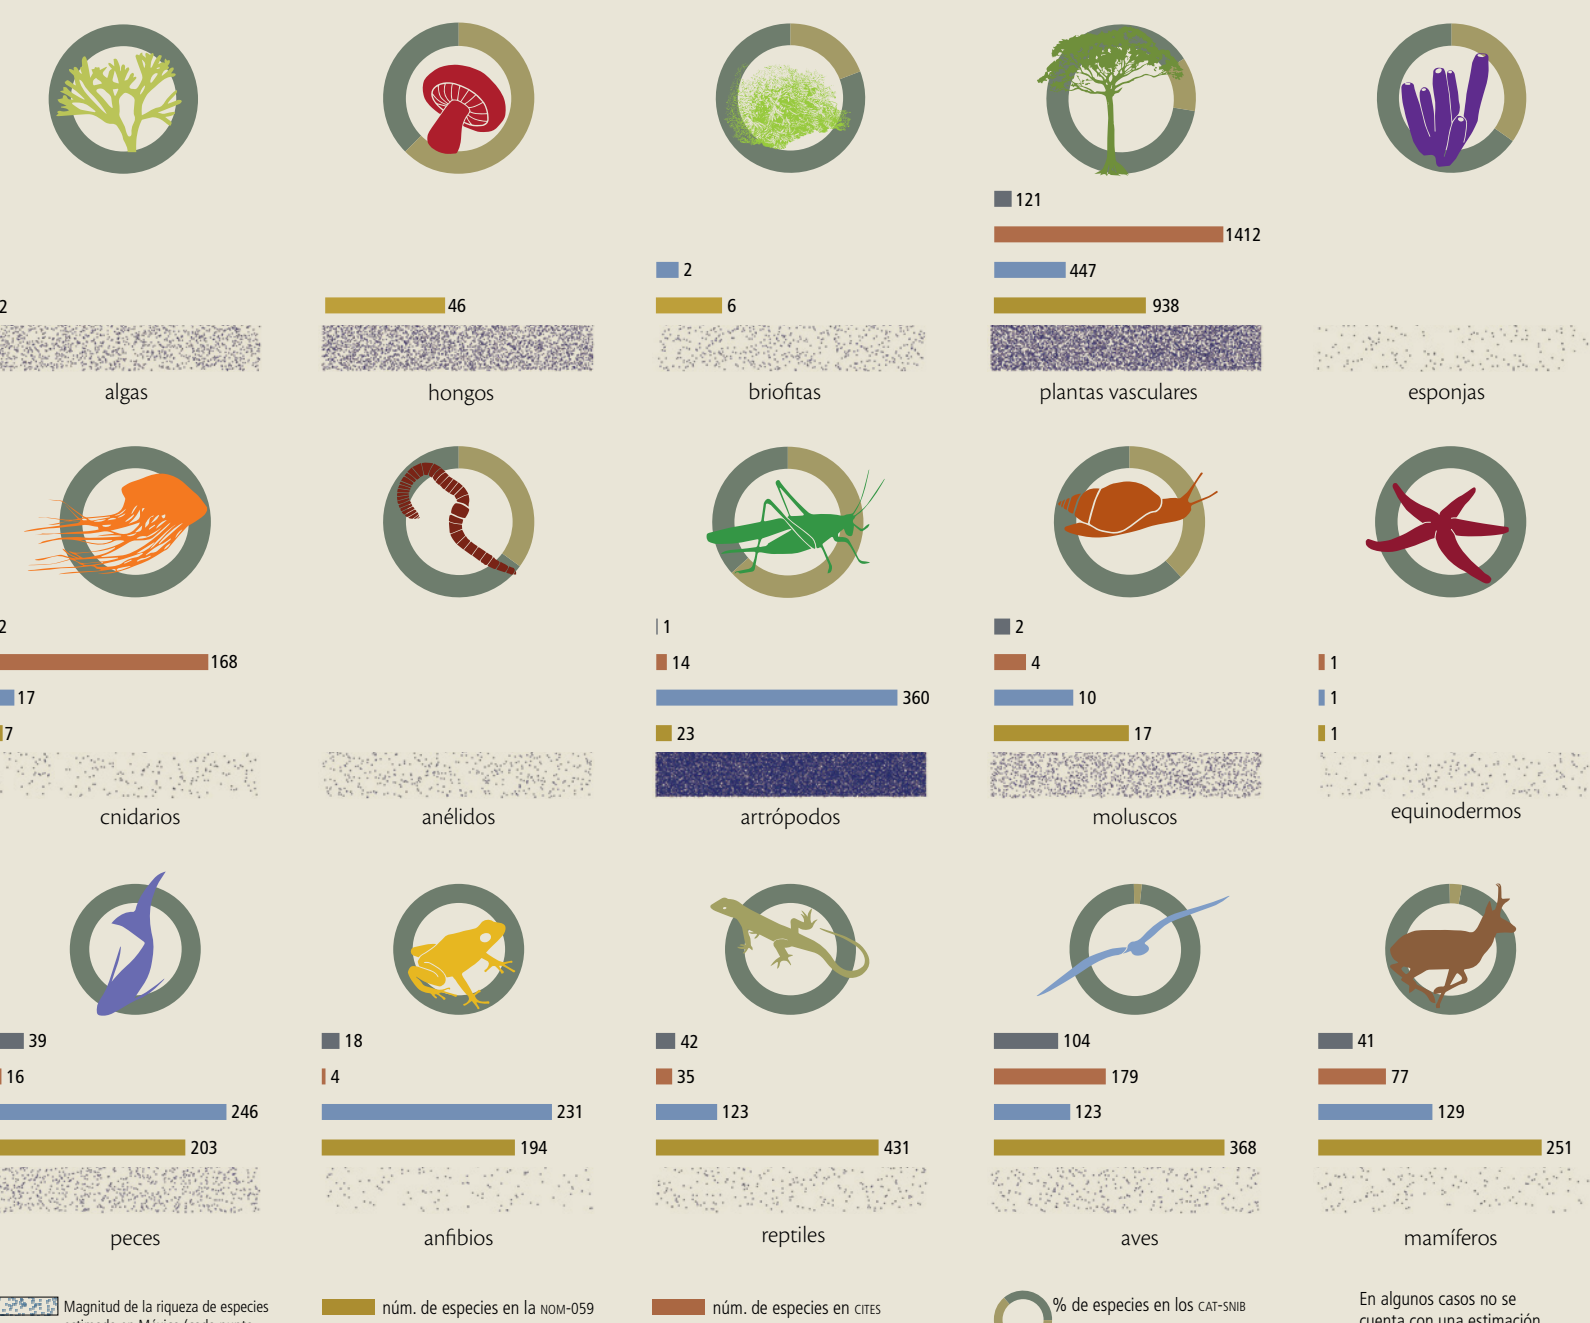 121
1412
2
447
2
46
6
938
algas
hongos
briofitas
plantas vasculares
esponjas
2
1
2
168
14
4
1
17
360
10
1
7
23
17
1
cnidarios
anélidos
artrópodos
moluscos
equinodermos
39
18
42
104
41
16
4
35
179
77
246
231
123
123
129
203
194
431
368
251
peces
anfibios
reptiles
aves
mamíferos
Magnitud de la riqueza de especies
núm. de especies en la NOM-059
núm. de especies en CITES
% de especies en los CAT-SNIB
En algunos casos no se
cuenta con una estimación